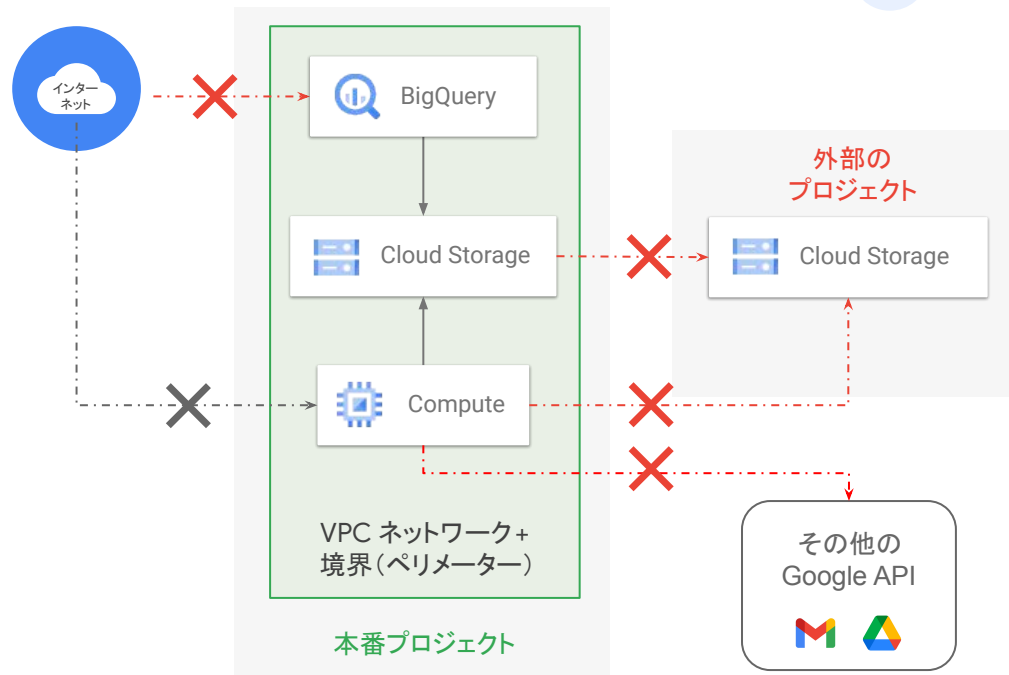 インター
ネット
BigQuery
外部の
プロジェクト
Cloud Storage
Cloud Storage
Compute
VPC ネットワーク+
境界(ペリメーター)
その他の
Google API
本番プロジェクト